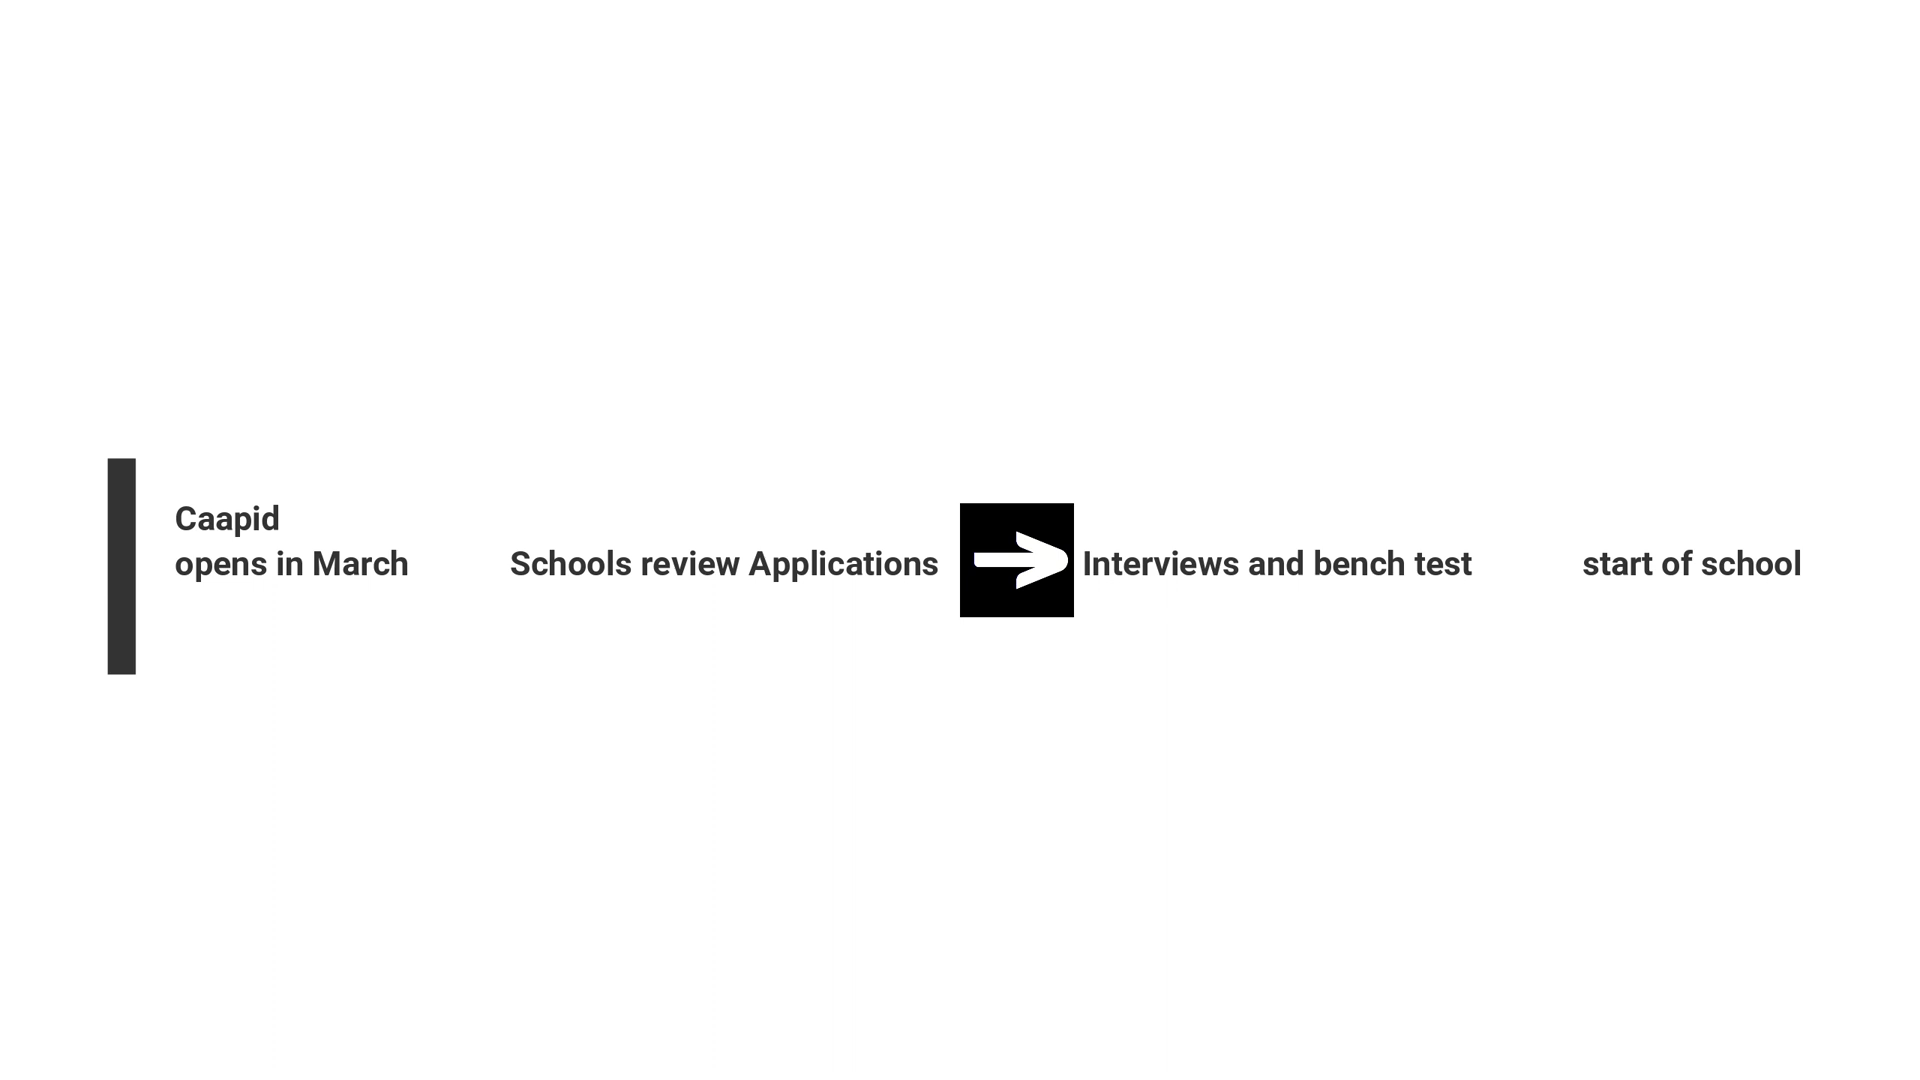 Caapid
opens in March
Schools review Applications
Interviews and bench test
start of school